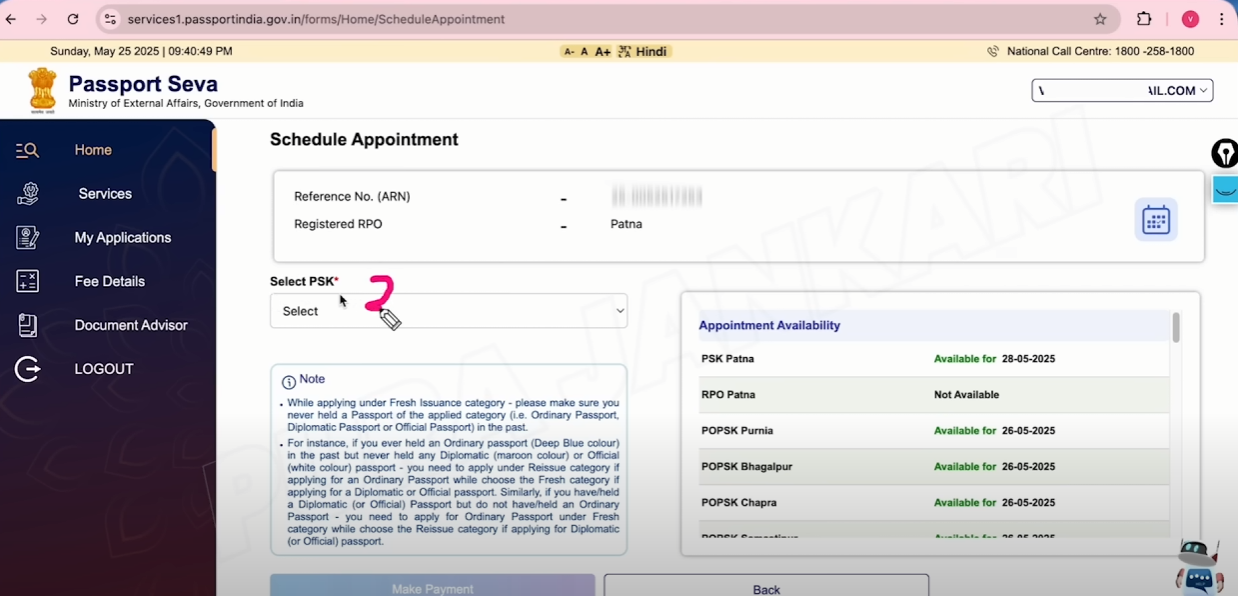 services1.passportindia.gov.in/forms/Home/ScheduleAppointment
V
Sunday, May 25 2025 | 09:40:49 PM
A- A A+ Hindi
National Call Centre: 1800 -258-1800
Passport Seva
Ministry of External Affairs, Government of India
AIL.COM
Home
Services
My Applications
Fee Details
Document Advisor
LOGOUT
Schedule Appointment
Reference No. (ARN) -
Registered RPO - Patna
Select PSK*
2
Select
Note
While applying under Fresh Issuance category - please make sure you
never held a Passport of the applied category (i.e. Ordinary Passport,
Diplomatic Passport or Official Passport) in the past.
For instance, if you ever held an Ordinary passport (Deep Blue colour)
in the past but never held any Diplomatic (maroon colour) or Official
(white colour) passport - you need to apply under Reissue category if
applying for an Ordinary Passport while choose the Fresh category if
applying for a Diplomatic or Official passport. Similarly, if you have/held
a Diplomatic (or Official) Passport but do not have/held an Ordinary
Passport - you need to apply for Ordinary Passport under Fresh
category while choose the Reissue category if applying for Diplomatic
(or Official) passport.
Appointment Availability
PSK Patna Available for 28-05-2025
RPO Patna Not Available
POPSK Purnia Available for 26-05-2025
POPSK Bhagalpur Available for 26-05-2025
POPSK Chapra Available for 26-05-2025
Make Payment
Back